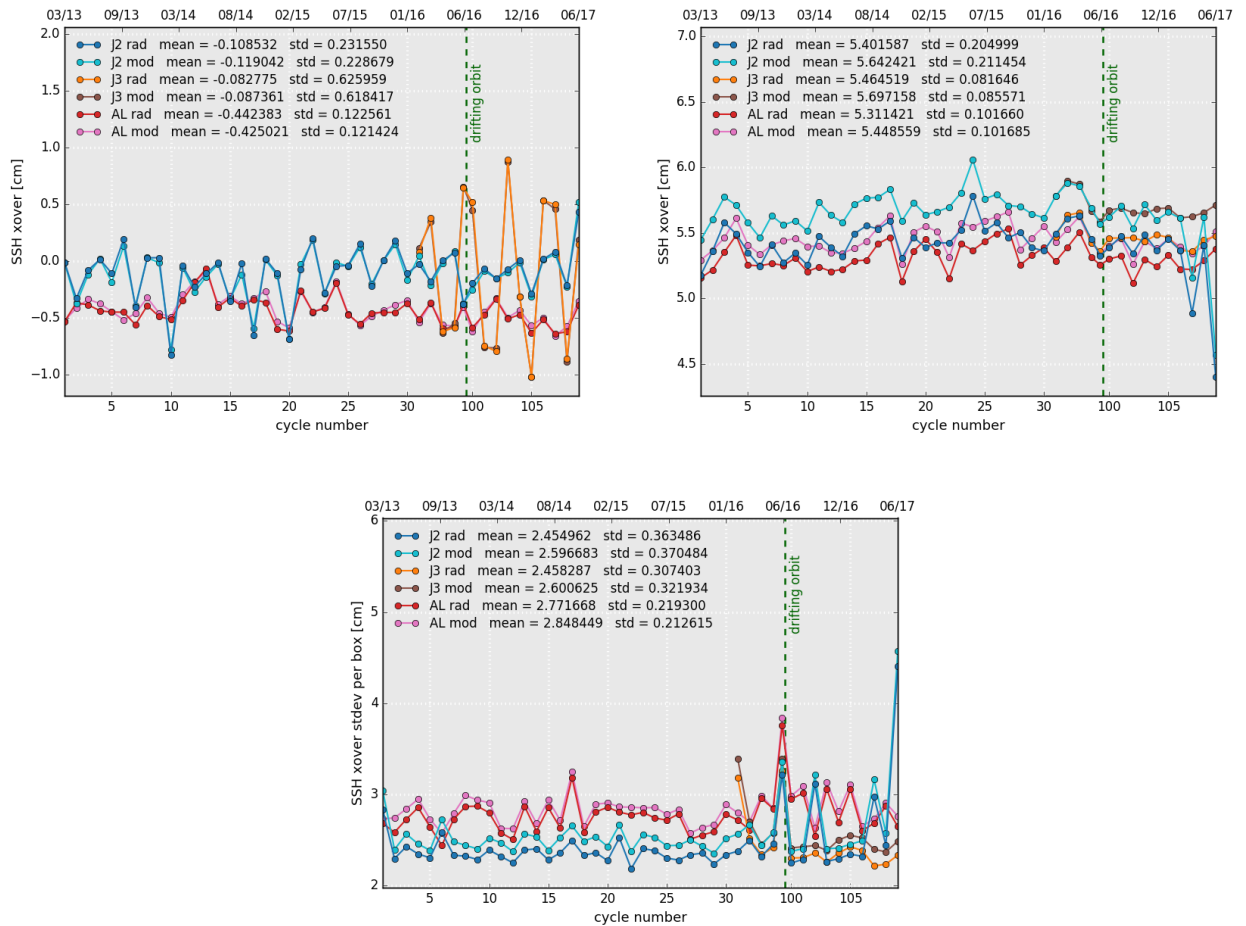 03/13 09/13 03/14 08/14 02/15 07/15 01/16 06/16 12/16 06/17
2.0
1.5
1.0
0.5
0.0
−0.5
−1.0
SSH xover [cm]
J2 rad mean = -0.108532 std = 0.231550
J2 mod mean = -0.119042 std = 0.228679
J3 rad mean = -0.082775 std = 0.625959
J3 mod mean = -0.087361 std = 0.618417
AL rad mean = -0.442383 std = 0.122561
AL mod mean = -0.425021 std = 0.121424
drifting orbit
5 10 15 20 25 30 100 105
cycle number
03/13 09/13 03/14 08/14 02/15 07/15 01/16 06/16 12/16 06/17
7.0
6.5
6.0
5.5
5.0
4.5
SSH xover [cm]
J2 rad mean = 5.401587 std = 0.204999
J2 mod mean = 5.642421 std = 0.211454
J3 rad mean = 5.464519 std = 0.081646
J3 mod mean = 5.697158 std = 0.085571
AL rad mean = 5.311421 std = 0.101660
AL mod mean = 5.448559 std = 0.101685
drifting orbit
5 10 15 20 25 30 100 105
cycle number
03/13 09/13 03/14 08/14 02/15 07/15 01/16 06/16 12/16 06/17
6
5
4
3
2
SSH xover stdev per box [cm]
J2 rad mean = 2.454962 std = 0.363486
J2 mod mean = 2.596683 std = 0.370484
J3 rad mean = 2.458287 std = 0.307403
J3 mod mean = 2.600625 std = 0.321934
AL rad mean = 2.771668 std = 0.219300
AL mod mean = 2.848449 std = 0.212615
drifting orbit
5 10 15 20 25 30 100 105
cycle number